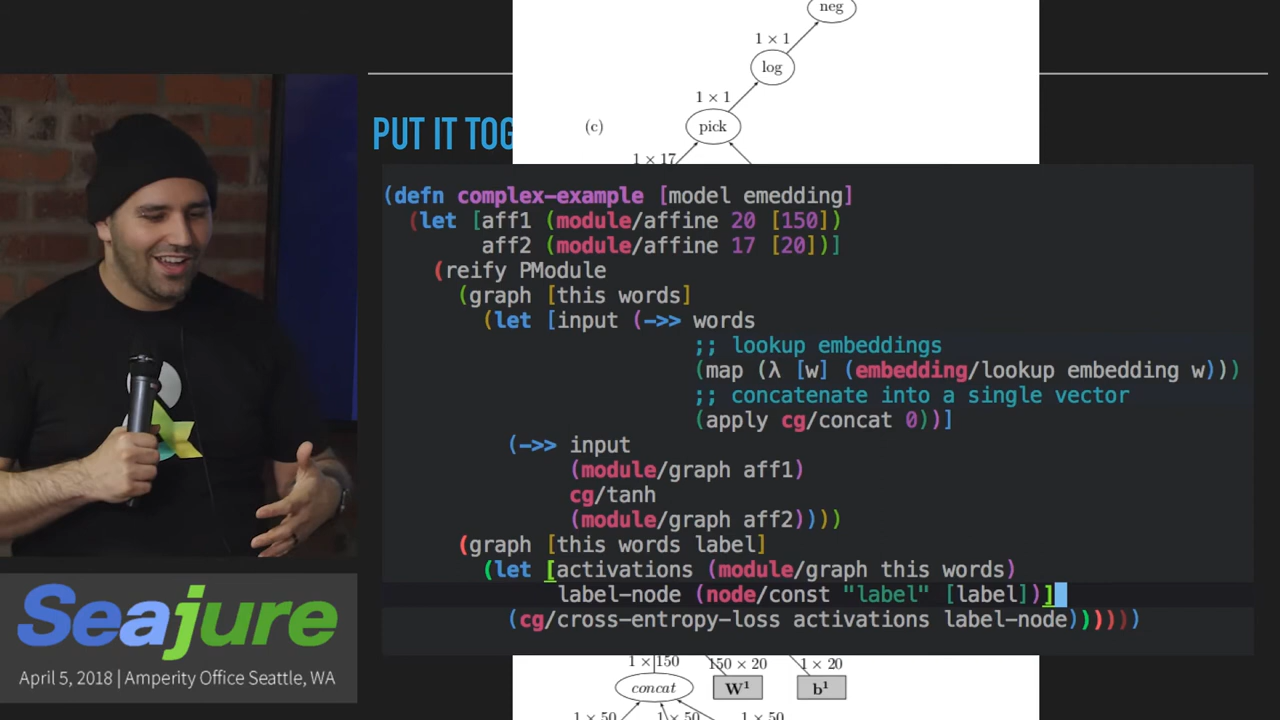 neg
1 × 1
log
1 × 1
(c)
pick
1 × 17
PUT IT TOG
(defn complex-example [model emedding]
(let [aff1 (module/affine 20 [150])
aff2 (module/affine 17 [20])]
(reify PModule
(graph [this words]
(let [input (->> words
;; lookup embeddings
(map (λ [w] (embedding/lookup embedding w)))
;; concatenate into a single vector
(apply cg/concat 0))]
(->> input
(module/graph aff1)
cg/tanh
(module/graph aff2))))
(graph [this words label]
(let [activations (module/graph this words)
label-node (node/const "label" [label])]
(cg/cross-entropy-loss activations label-node))))))
1 × 150
150 × 20
1 × 20
concat
W¹
b¹
1 × 50
1 × 50
1 × 50
Seajure
April 5, 2018 | Amperity Office Seattle, WA